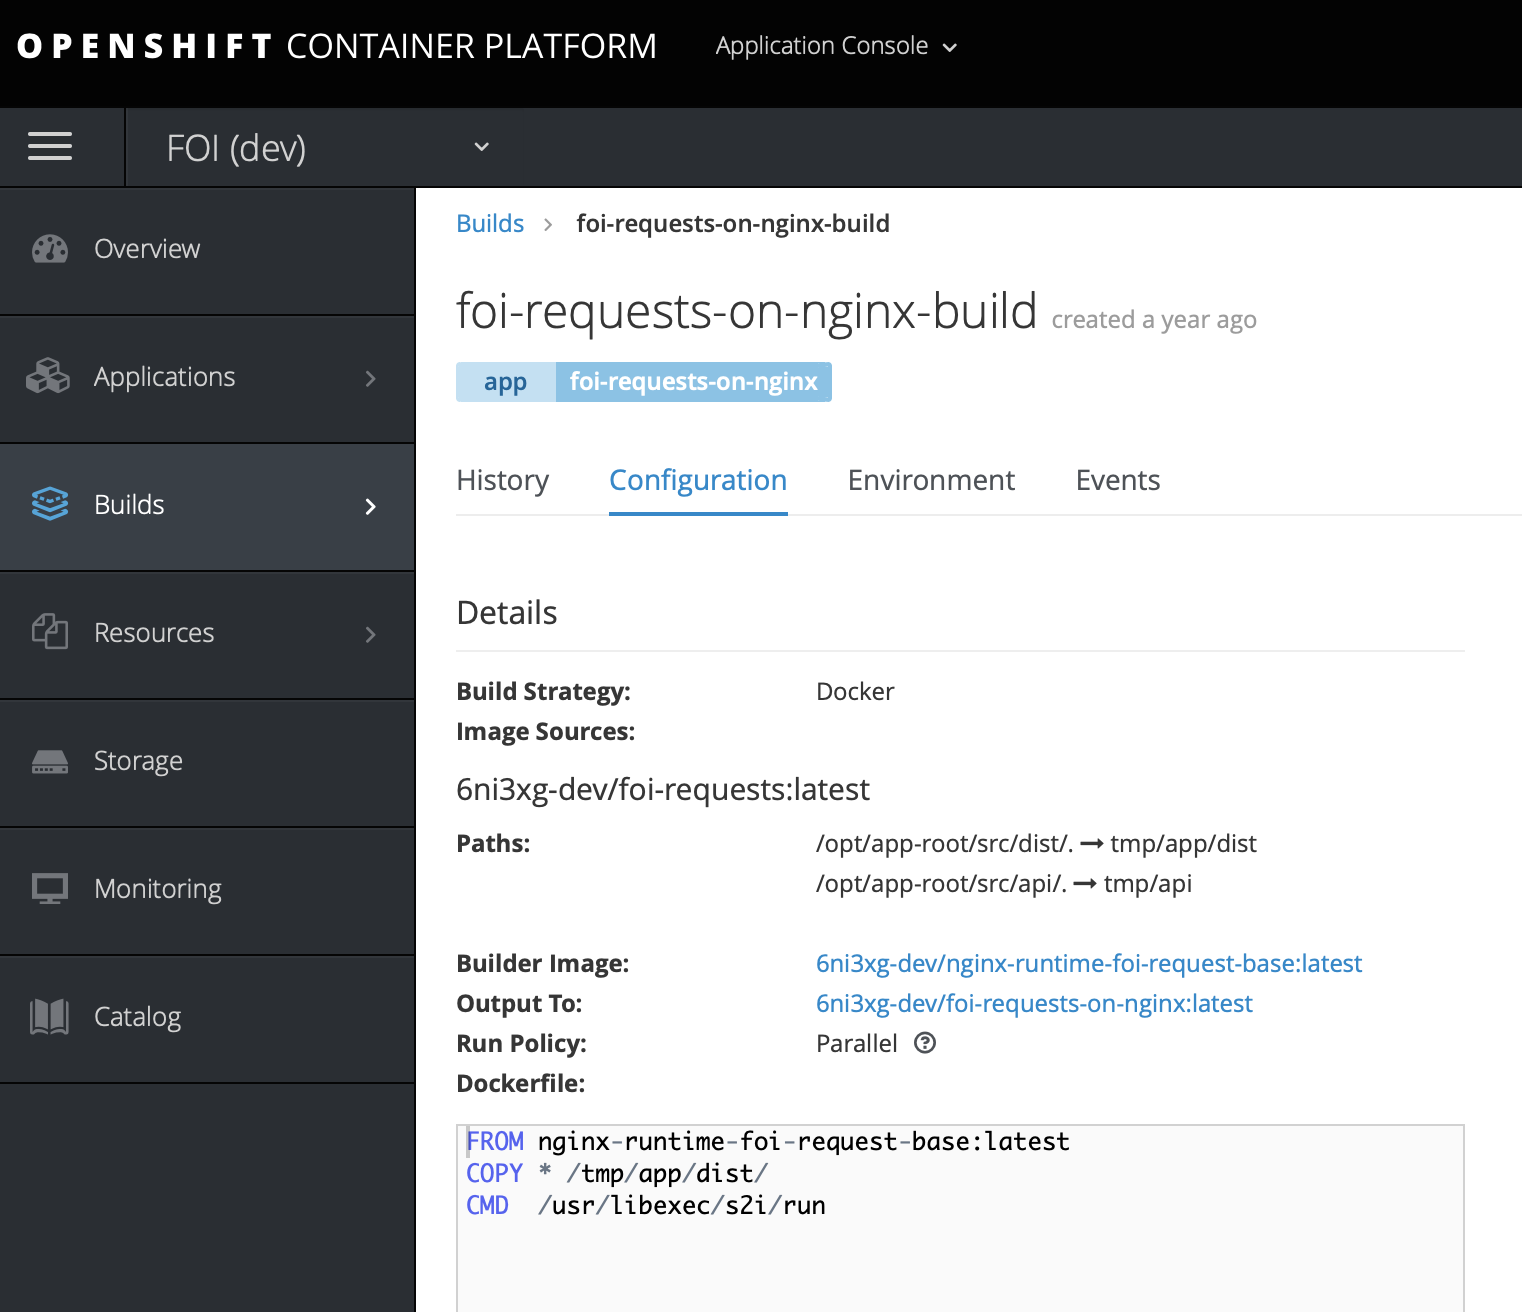 OPENSHIFT CONTAINER PLATFORM
Application Console
FOI (dev)
Overview
Applications
Builds
Resources
Storage
Monitoring
Catalog
Builds > foi-requests-on-nginx-build
foi-requests-on-nginx-build created a year ago
app foi-requests-on-nginx
History Configuration Environment Events
Details
Build Strategy: Docker
Image Sources:
6ni3xg-dev/foi-requests:latest
Paths: /opt/app-root/src/dist/. → tmp/app/dist
/opt/app-root/src/api/. → tmp/api
Builder Image: 6ni3xg-dev/nginx-runtime-foi-request-base:latest
Output To: 6ni3xg-dev/foi-requests-on-nginx:latest
Run Policy: Parallel
Dockerfile:
FROM nginx-runtime-foi-request-base:latest
COPY * /tmp/app/dist/
CMD  /usr/libexec/s2i/run